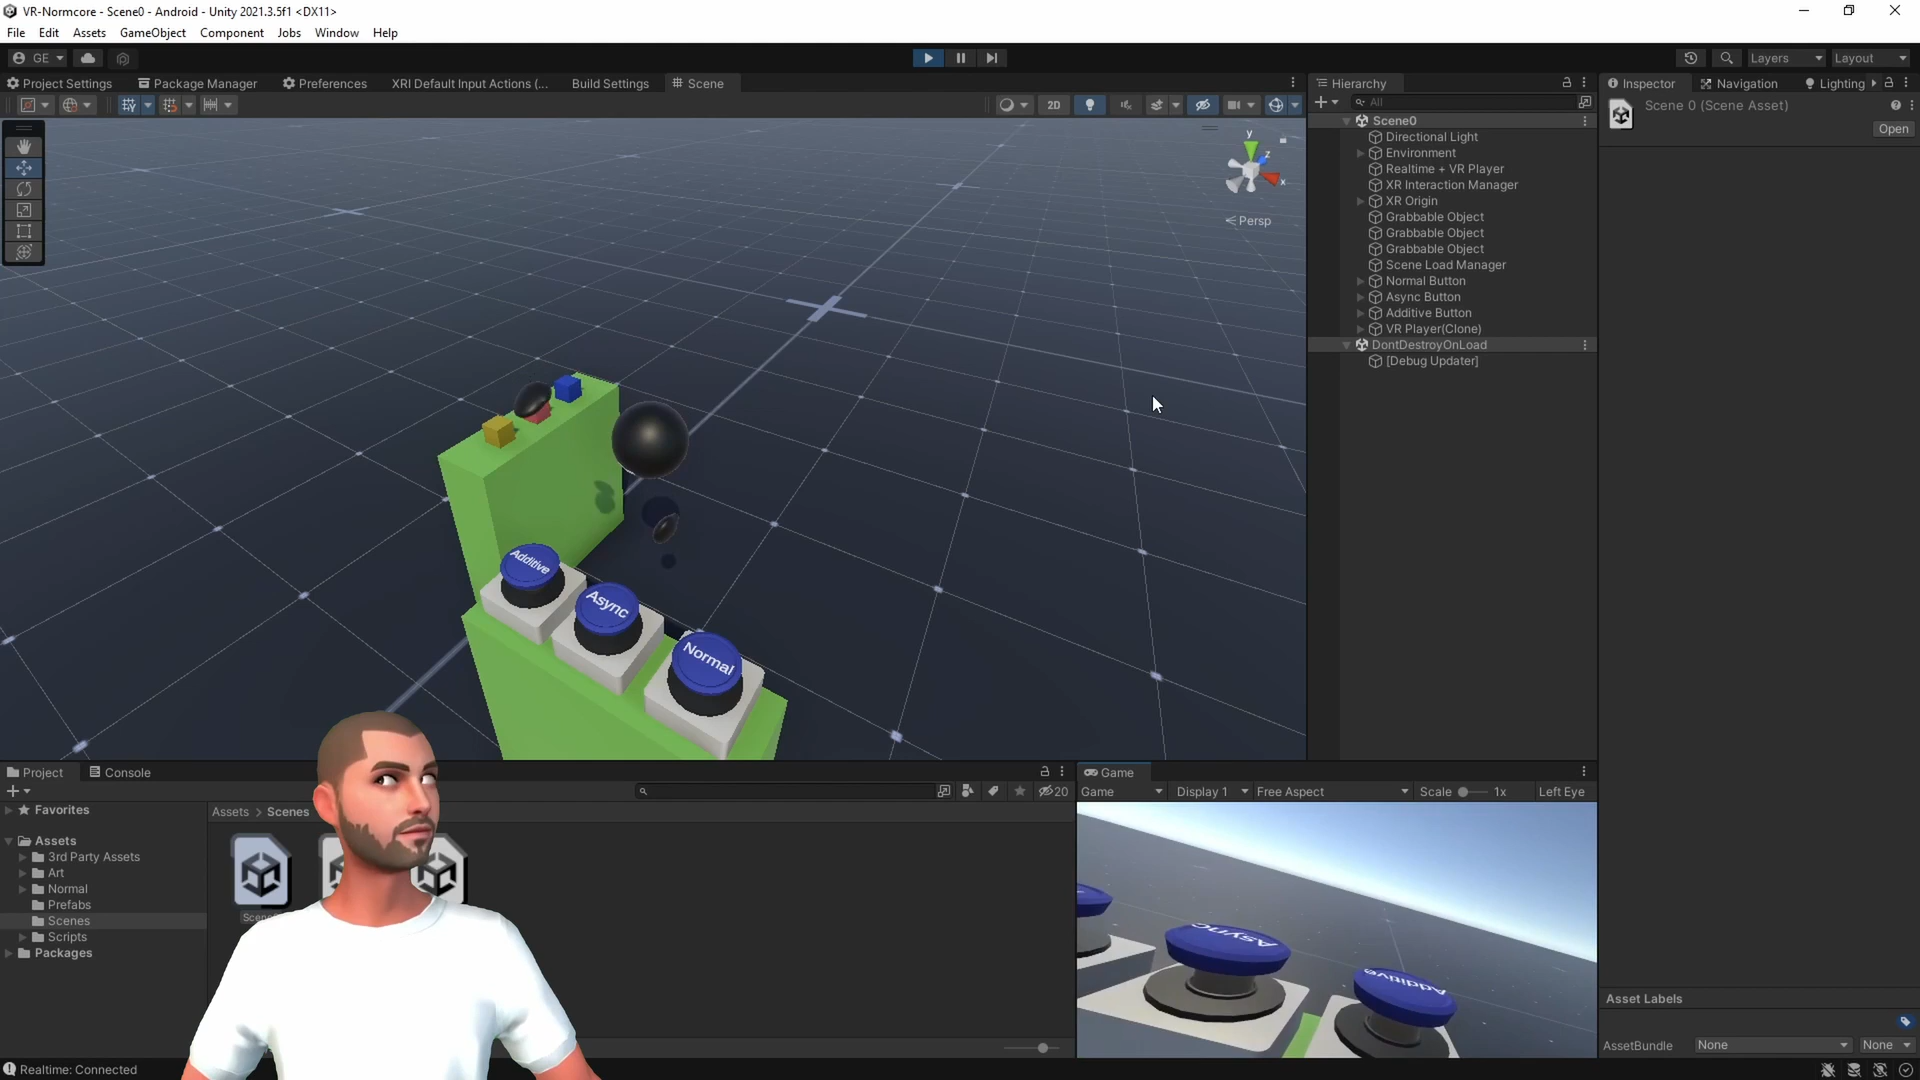 VR-Normcore - Scene0 - Android - Unity 2021.3.5f1 <DX11>
File Edit Assets GameObject Component Jobs Window Help
GE
Layers
Layout
Project Settings
Package Manager
Preferences
XRI Default Input Actions (...
Build Settings
Scene
2D
y
z
x
Persp
Additive
Async
Normal
Hierarchy
All
Scene0
Directional Light
Environment
Realtime + VR Player
XR Interaction Manager
XR Origin
Grabbable Object
Grabbable Object
Grabbable Object
Scene Load Manager
Normal Button
Async Button
Additive Button
VR Player(Clone)
DontDestroyOnLoad
[Debug Updater]
Inspector
Navigation
Lighting
Scene 0 (Scene Asset)
Open
Project
Console
20
Favorites
Assets
3rd Party Assets
Art
Normal
Prefabs
Scenes
Scripts
Packages
Assets > Scenes
Game
Game
Display 1
Free Aspect
Scale
1x
Left Eye
Async
Additive
Asset Labels
AssetBundle
None
None
Realtime: Connected